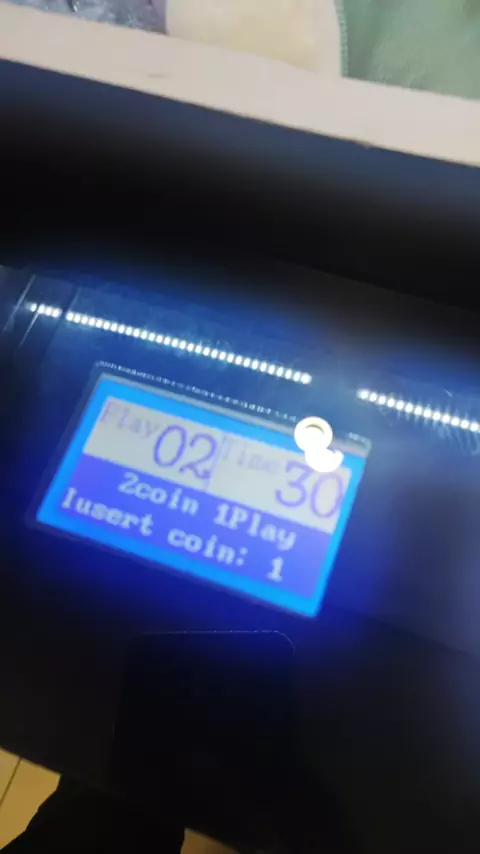 Play 02 Time 30
2coin 1Play
Iusert coin: 1